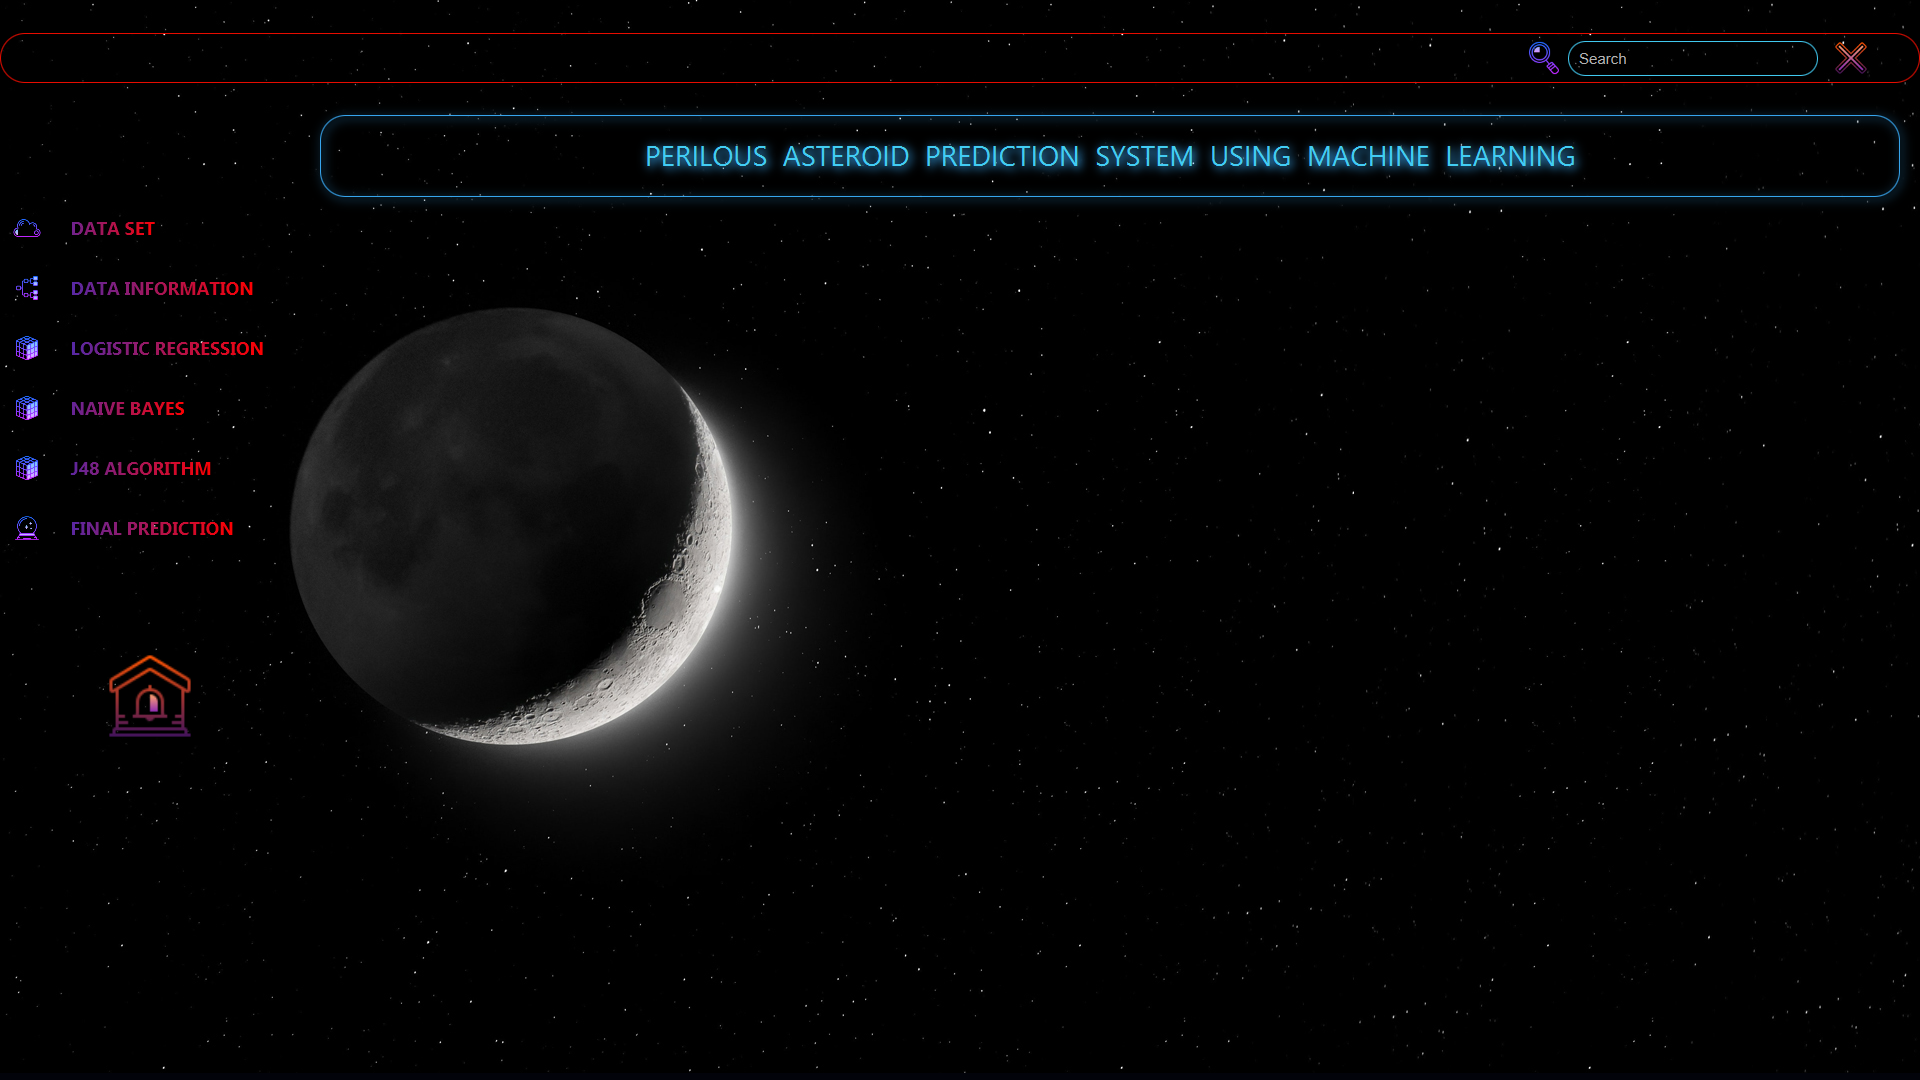 Search
PERILOUS ASTEROID PREDICTION SYSTEM USING MACHINE LEARNING
DATA SET
DATA INFORMATION
LOGISTIC REGRESSION
NAIVE BAYES
J48 ALGORITHM
FINAL PREDICTION